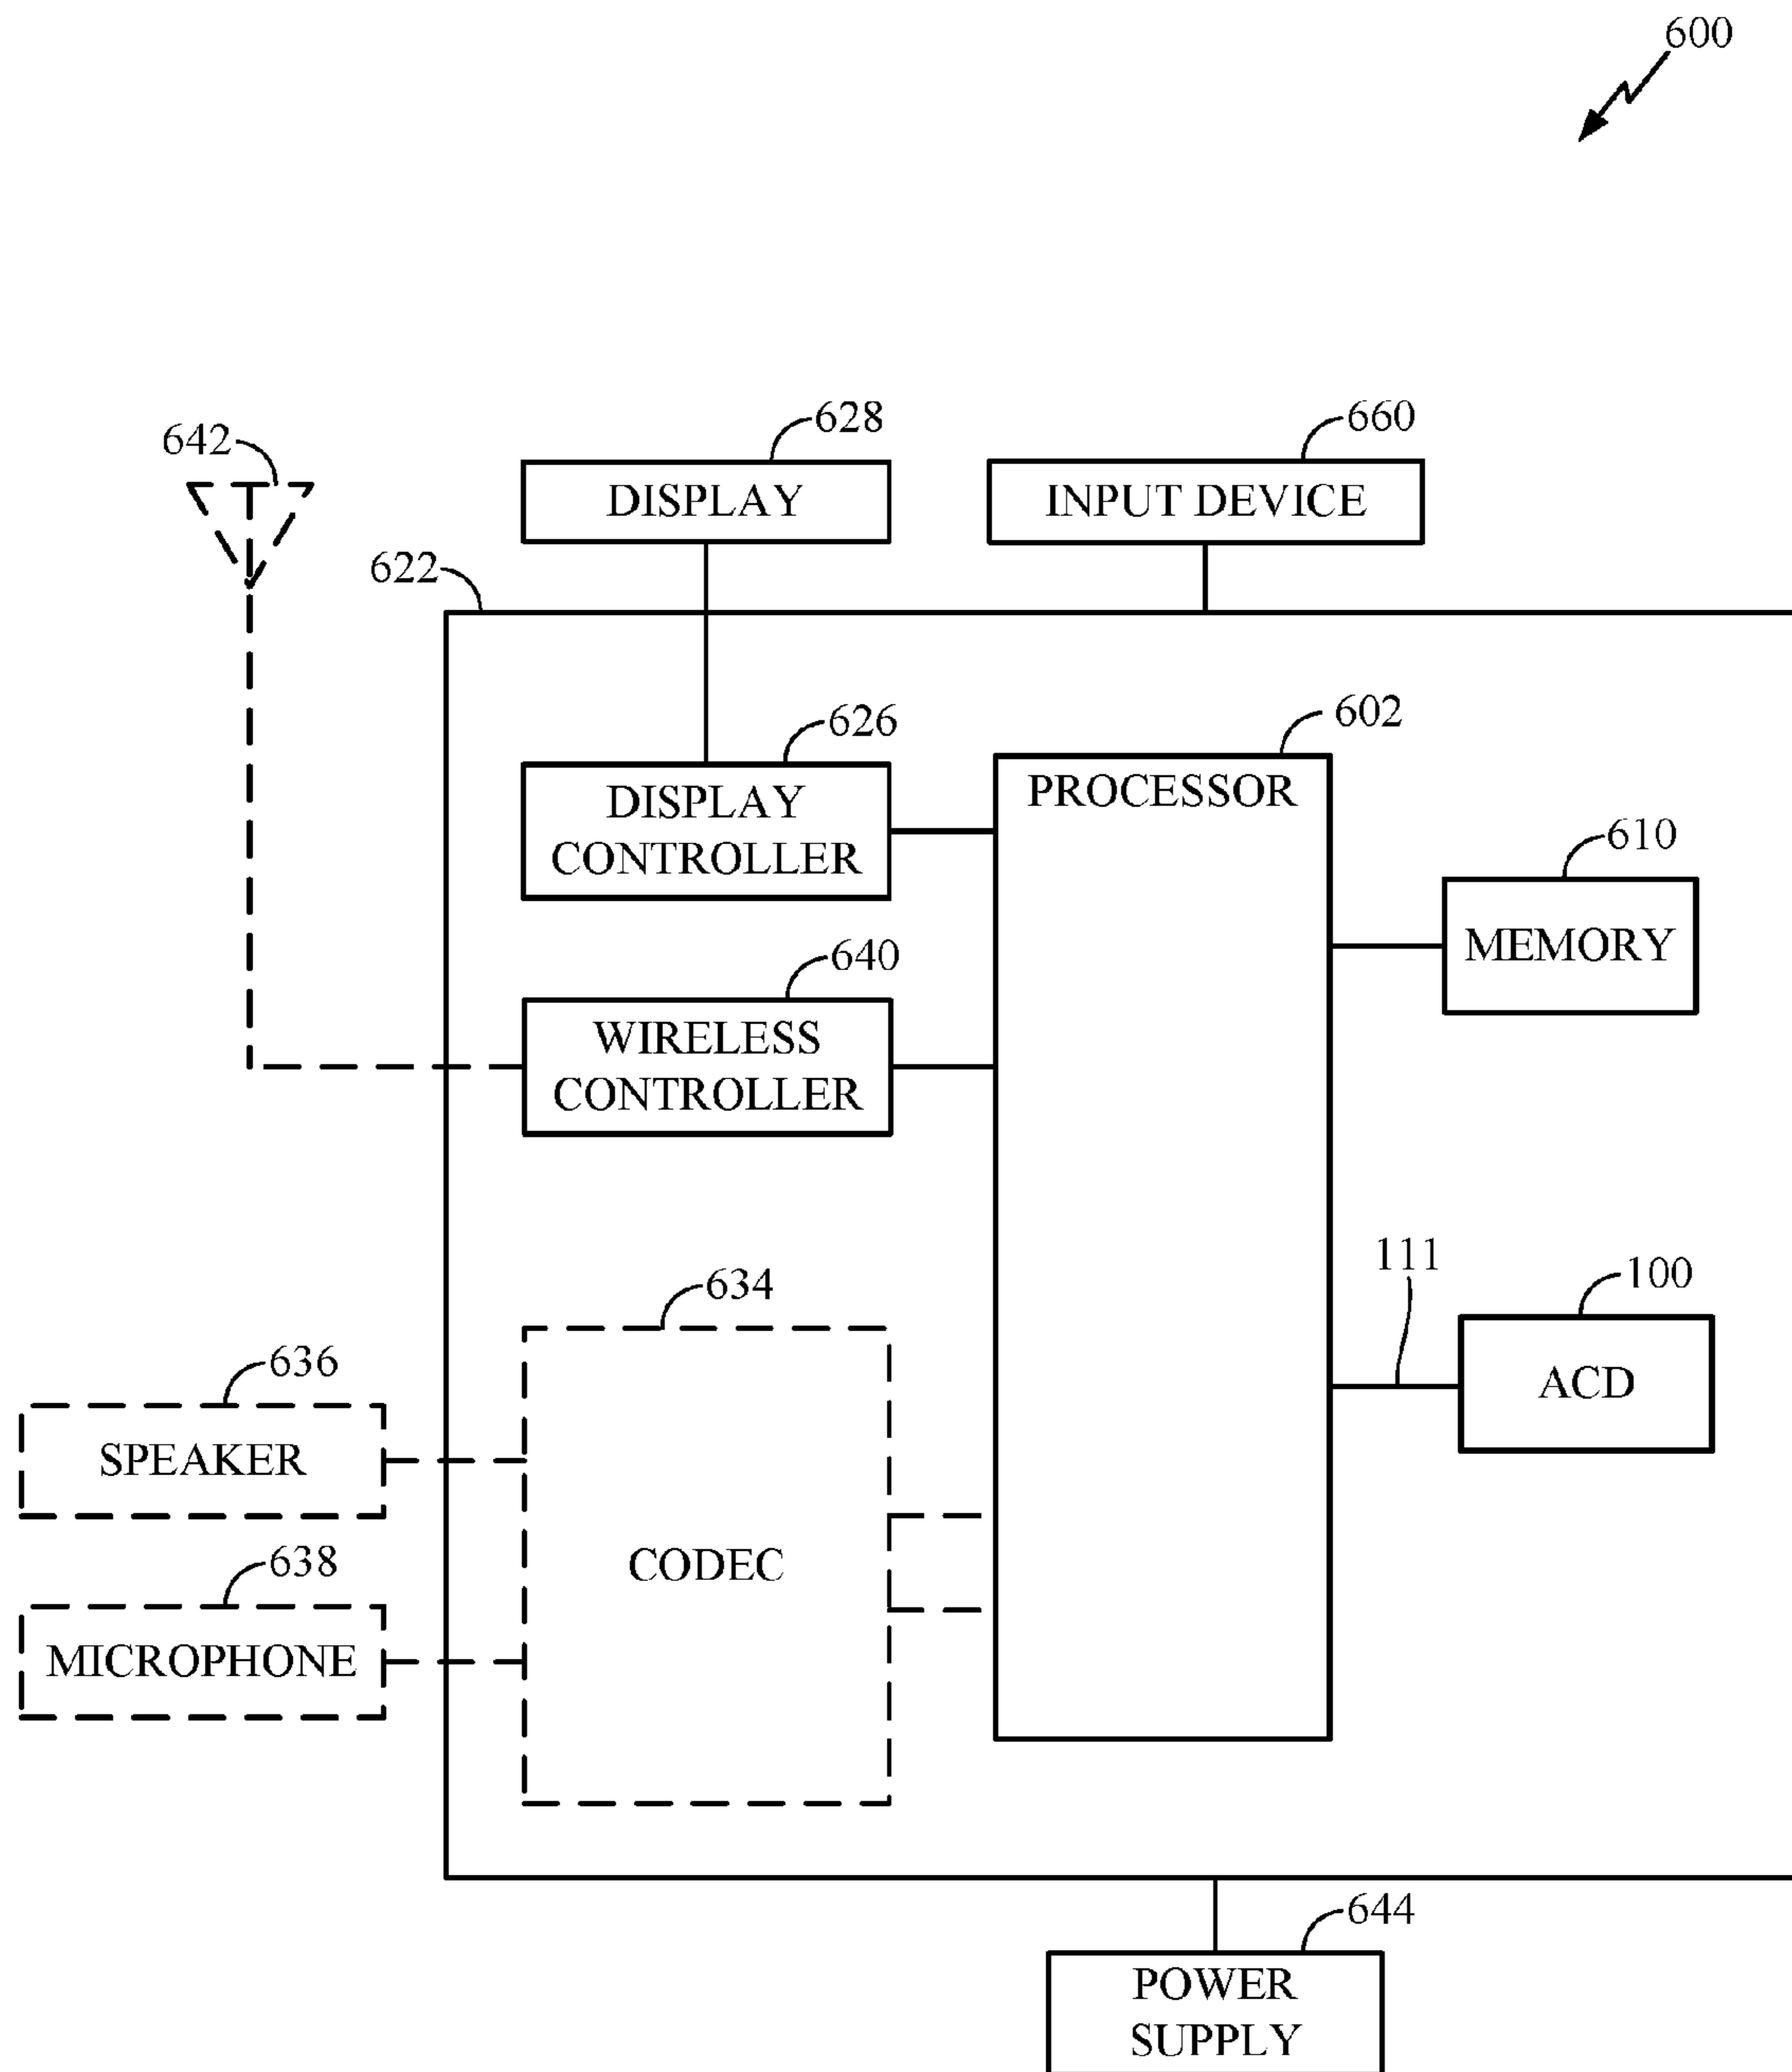 600
628
660
642
DISPLAY
INPUT DEVICE
622
626
602
DISPLAY
CONTROLLER
PROCESSOR
610
MEMORY
640
WIRELESS
CONTROLLER
111
100
634
ACD
636
SPEAKER
CODEC
638
MICROPHONE
644
POWER
SUPPLY